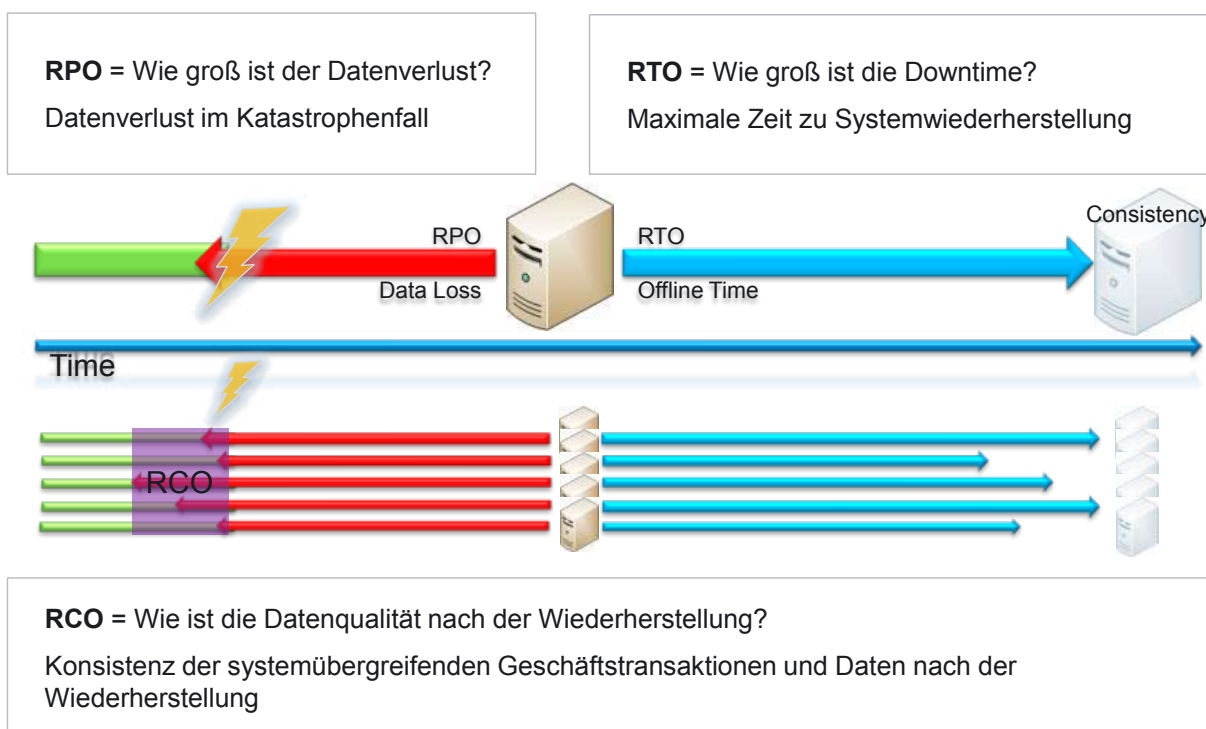 RPO = Wie groß ist der Datenverlust?
Datenverlust im Katastrophenfall
RTO = Wie groß ist die Downtime?
Maximale Zeit zu Systemwiederherstellung
RPO
Data Loss
RTO
Offline Time
Consistency
Time
RCO
RCO = Wie ist die Datenqualität nach der Wiederherstellung?
Konsistenz der systemübergreifenden Geschäftstransaktionen und Daten nach der
Wiederherstellung